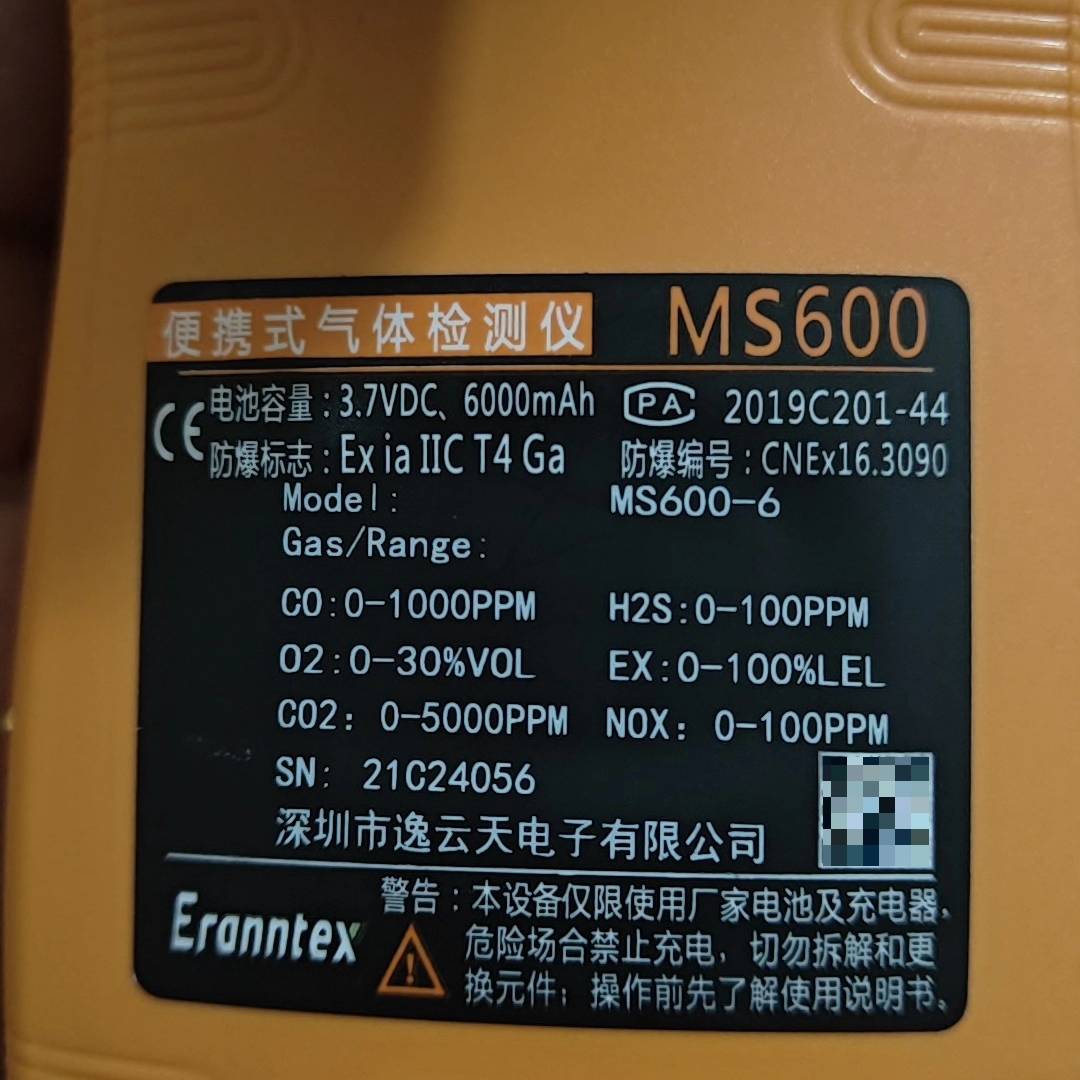 便携式气体检测仪 MS600
CE 电池容量：3.7VDC、6000mAh PA 2019C201-44
防爆标志：Ex ia IIC T4 Ga 防爆编号：CNEx16.3090
Model: MS600-6
Gas/Range:
CO:0-1000PPM H2S:0-100PPM
O2:0-30%VOL EX:0-100%LEL
CO2: 0-5000PPM NOX: 0-100PPM
SN: 21C24056
深圳市逸云天电子有限公司
Eranntex
警告：本设备仅限使用厂家电池及充电器，
危险场合禁止充电，切勿拆解和更
换元件；操作前先了解使用说明书。